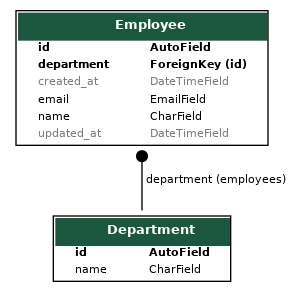 Employee
id AutoField
department ForeignKey (id)
created_at DateTimeField
email EmailField
name CharField
updated_at DateTimeField
department (employees)
Department
id AutoField
name CharField